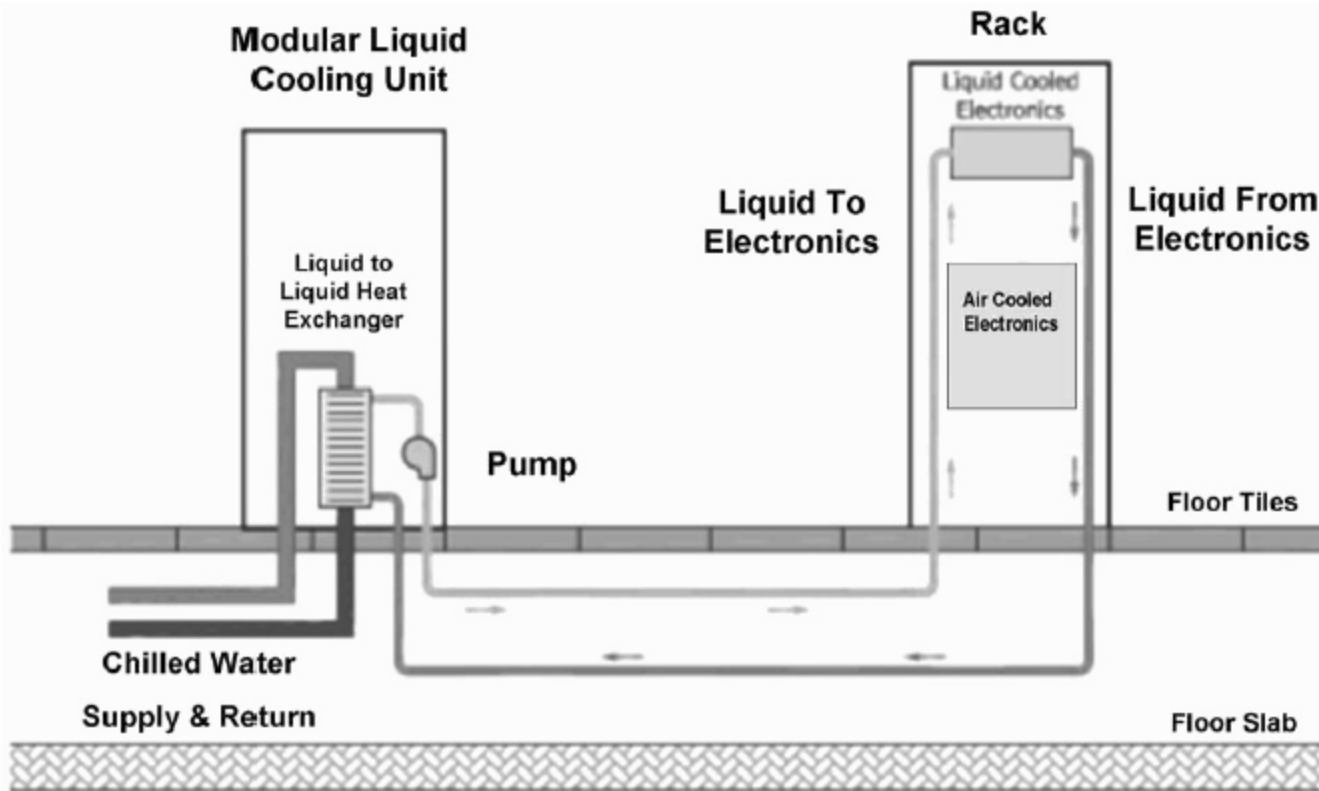 Modular Liquid
Cooling Unit
Rack
Liquid Cooled
Electronics
Liquid To
Electronics
Liquid From
Electronics
Liquid to
Liquid Heat
Exchanger
Air Cooled
Electronics
Pump
Floor Tiles
Chilled Water
Supply & Return
Floor Slab